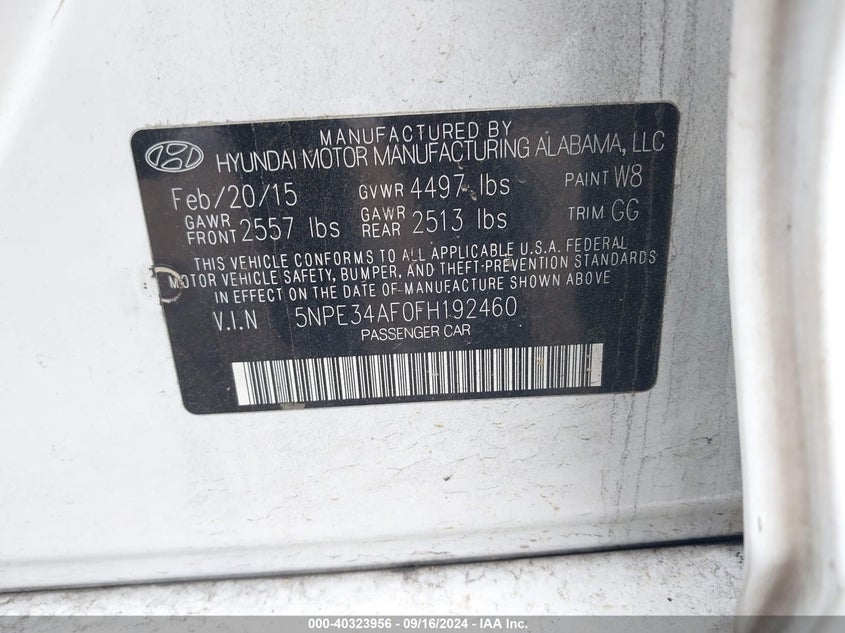 MANUFACTURED BY
HYUNDAI MOTOR MANUFACTURING ALABAMA, LLC
Feb/20/15 GVWR 4497 lbs PAINT W8
GAWR FRONT 2557 lbs GAWR REAR 2513 lbs TRIM GG
THIS VEHICLE CONFORMS TO ALL APPLICABLE U.S.A. FEDERAL
MOTOR VEHICLE SAFETY, BUMPER, AND THEFT PREVENTION STANDARDS
IN EFFECT ON THE DATE OF MANUFACTURE SHOWN ABOVE
V.I.N 5NPE34AF0FH192460
PASSENGER CAR
000-40323956 - 09/16/2024 - IAAI.COM